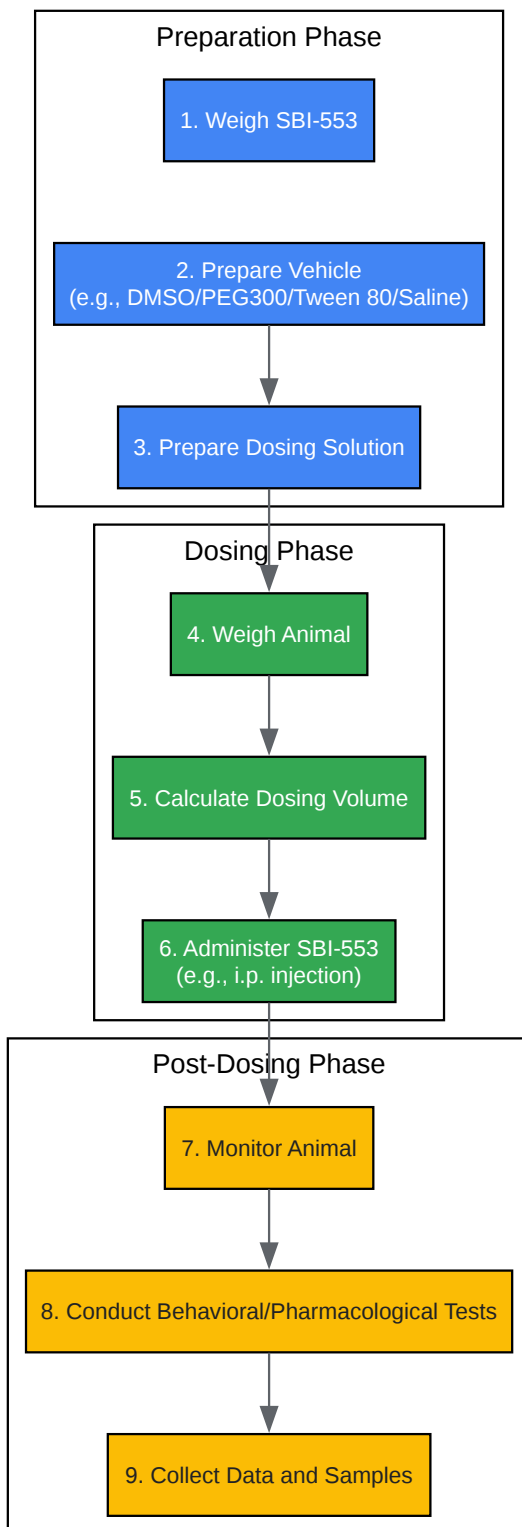 Preparation Phase
1. Weigh SBI-553
2. Prepare Vehicle
(e.g., DMSO/PEG300/Tween 80/Saline)
3. Prepare Dosing Solution
Dosing Phase
4. Weigh Animal
5. Calculate Dosing Volume
6. Administer SBI-553
(e.g., i.p. injection)
Post-Dosing Phase
7. Monitor Animal
8. Conduct Behavioral/Pharmacological Tests
9. Collect Data and Samples